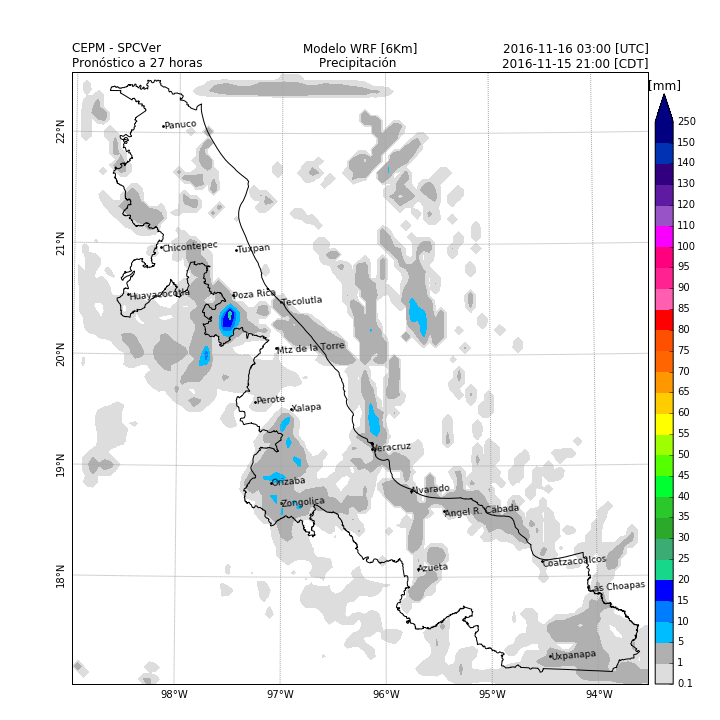 CEPM - SPCVer
Modelo WRF [6Km]
2016-11-16 03:00 [UTC]
Pronóstico a 27 horas
Precipitación
2016-11-15 21:00 [CDT]
[mm]
250
150
140
130
120
110
100
95
90
85
80
75
70
65
60
55
50
45
40
35
30
25
20
15
10
5
1
0.1
22°N
21°N
20°N
19°N
18°N
Panuco
Chicontepec
Tuxpan
Huayacocotla
Poza Rica
Tecolutla
Mtz de la Torre
Perote
Xalapa
Veracruz
Orizaba
Alvarado
Zongolica
Angel R. Cabada
Coatzacoalcos
Azueta
Las Choapas
Uxpanapa
98°W
97°W
96°W
95°W
94°W